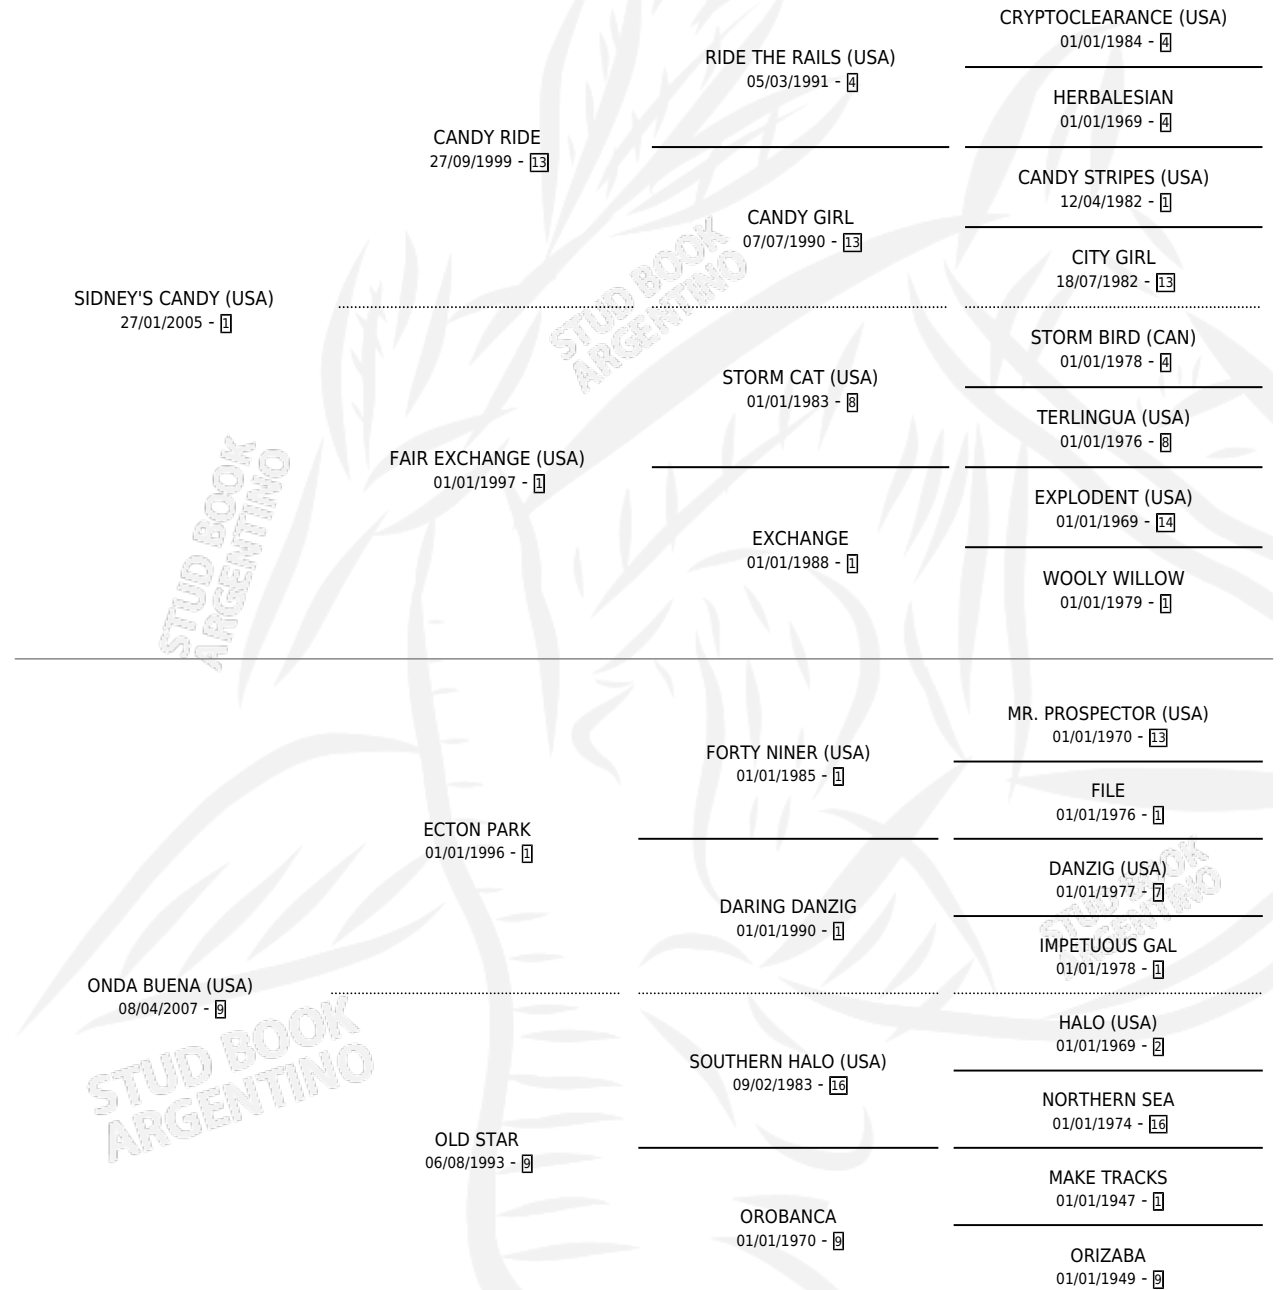 CRYPTOCLEARANCE (USA)
01/01/1984 - 4
RIDE THE RAILS (USA)
05/03/1991 - 4
HERBALESIAN
01/01/1969 - 4
CANDY RIDE
27/09/1999 - 13
CANDY STRIPES (USA)
12/04/1982 - 1
CANDY GIRL
07/07/1990 - 13
CITY GIRL
18/07/1982 - 13
SIDNEY'S CANDY (USA)
27/01/2005 - 1
STORM BIRD (CAN)
01/01/1978 - 4
STORM CAT (USA)
01/01/1983 - 8
TERLINGUA (USA)
01/01/1976 - 8
FAIR EXCHANGE (USA)
01/01/1997 - 1
EXPLODENT (USA)
01/01/1969 - 14
EXCHANGE
01/01/1988 - 1
WOOLY WILLOW
01/01/1979 - 1
MR. PROSPECTOR (USA)
01/01/1970 - 13
FORTY NINER (USA)
01/01/1985 - 1
FILE
01/01/1976 - 1
ECTON PARK
01/01/1996 - 1
DANZIG (USA)
01/01/1977 - 7
DARING DANZIG
01/01/1990 - 1
IMPETUOUS GAL
01/01/1978 - 1
ONDA BUENA (USA)
08/04/2007 - 9
HALO (USA)
01/01/1969 - 2
SOUTHERN HALO (USA)
09/02/1983 - 16
NORTHERN SEA
01/01/1974 - 16
OLD STAR
06/08/1993 - 9
MAKE TRACKS
01/01/1947 - 1
OROBANCA
01/01/1970 - 9
ORIZABA
01/01/1949 - 9
STUD BOOK
ARGENTINO
STUD BOOK
ARGENTINO
STUD BOOK
ARGENTINO
STUD BOOK
ARGENTINO